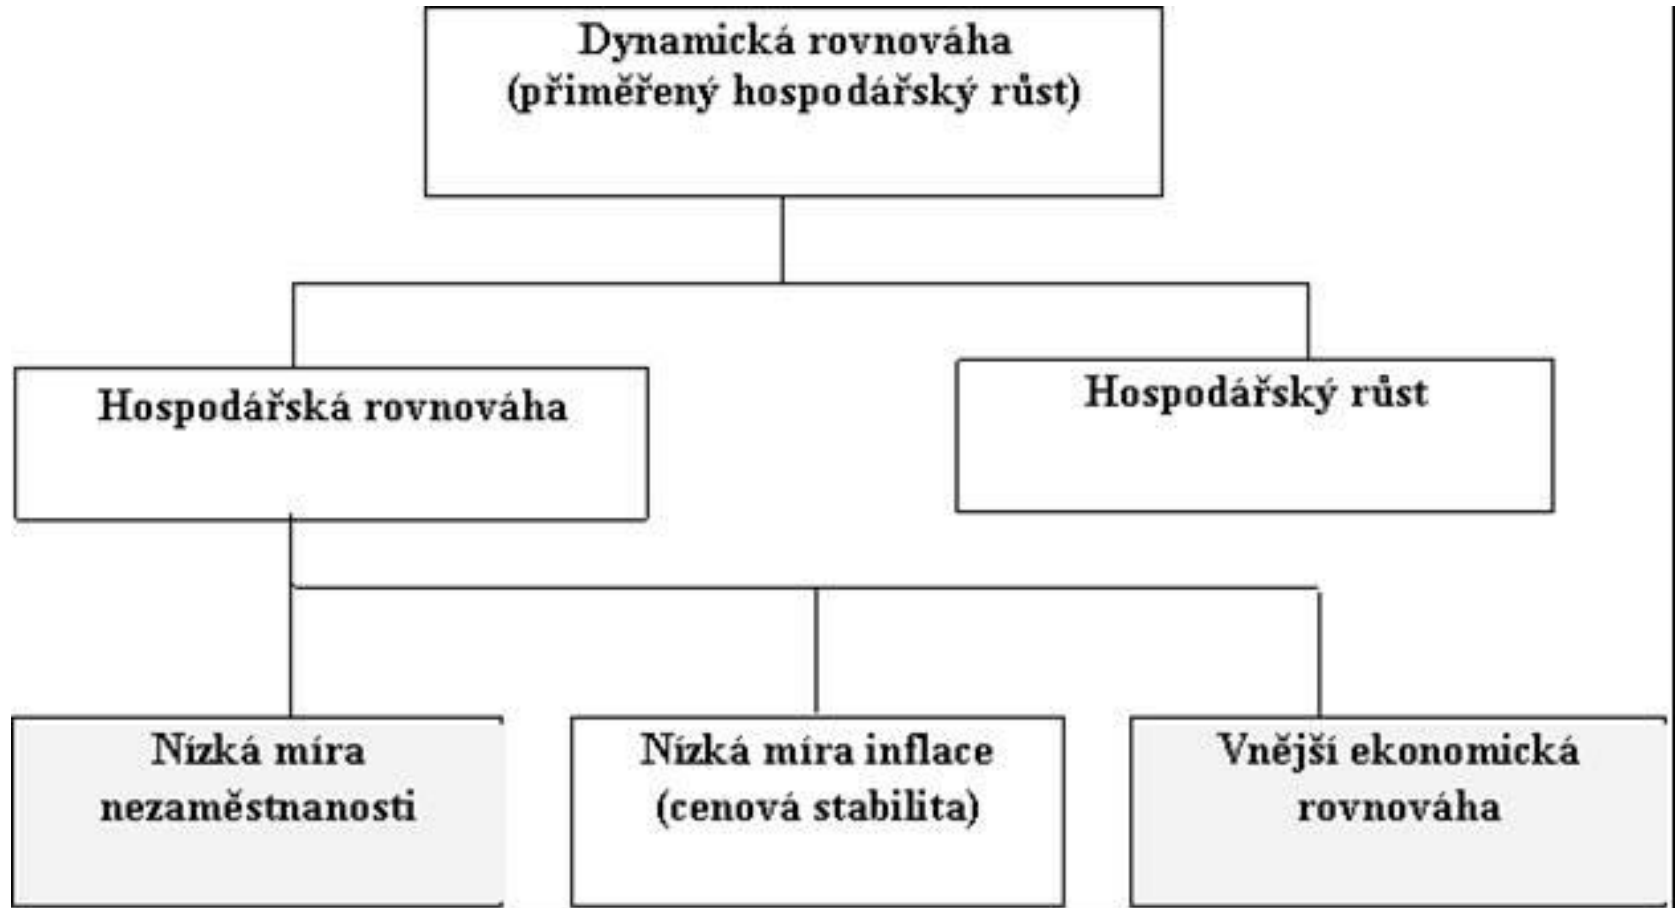 Dynamická rovnováha
(přiměřený hospodářský růst)
Hospodářská rovnováha
Hospodářský růst
Nízká míra
nezaměstnanosti
Nízká míra inflace
(cenová stabilita)
Vnější ekonomická
rovnováha